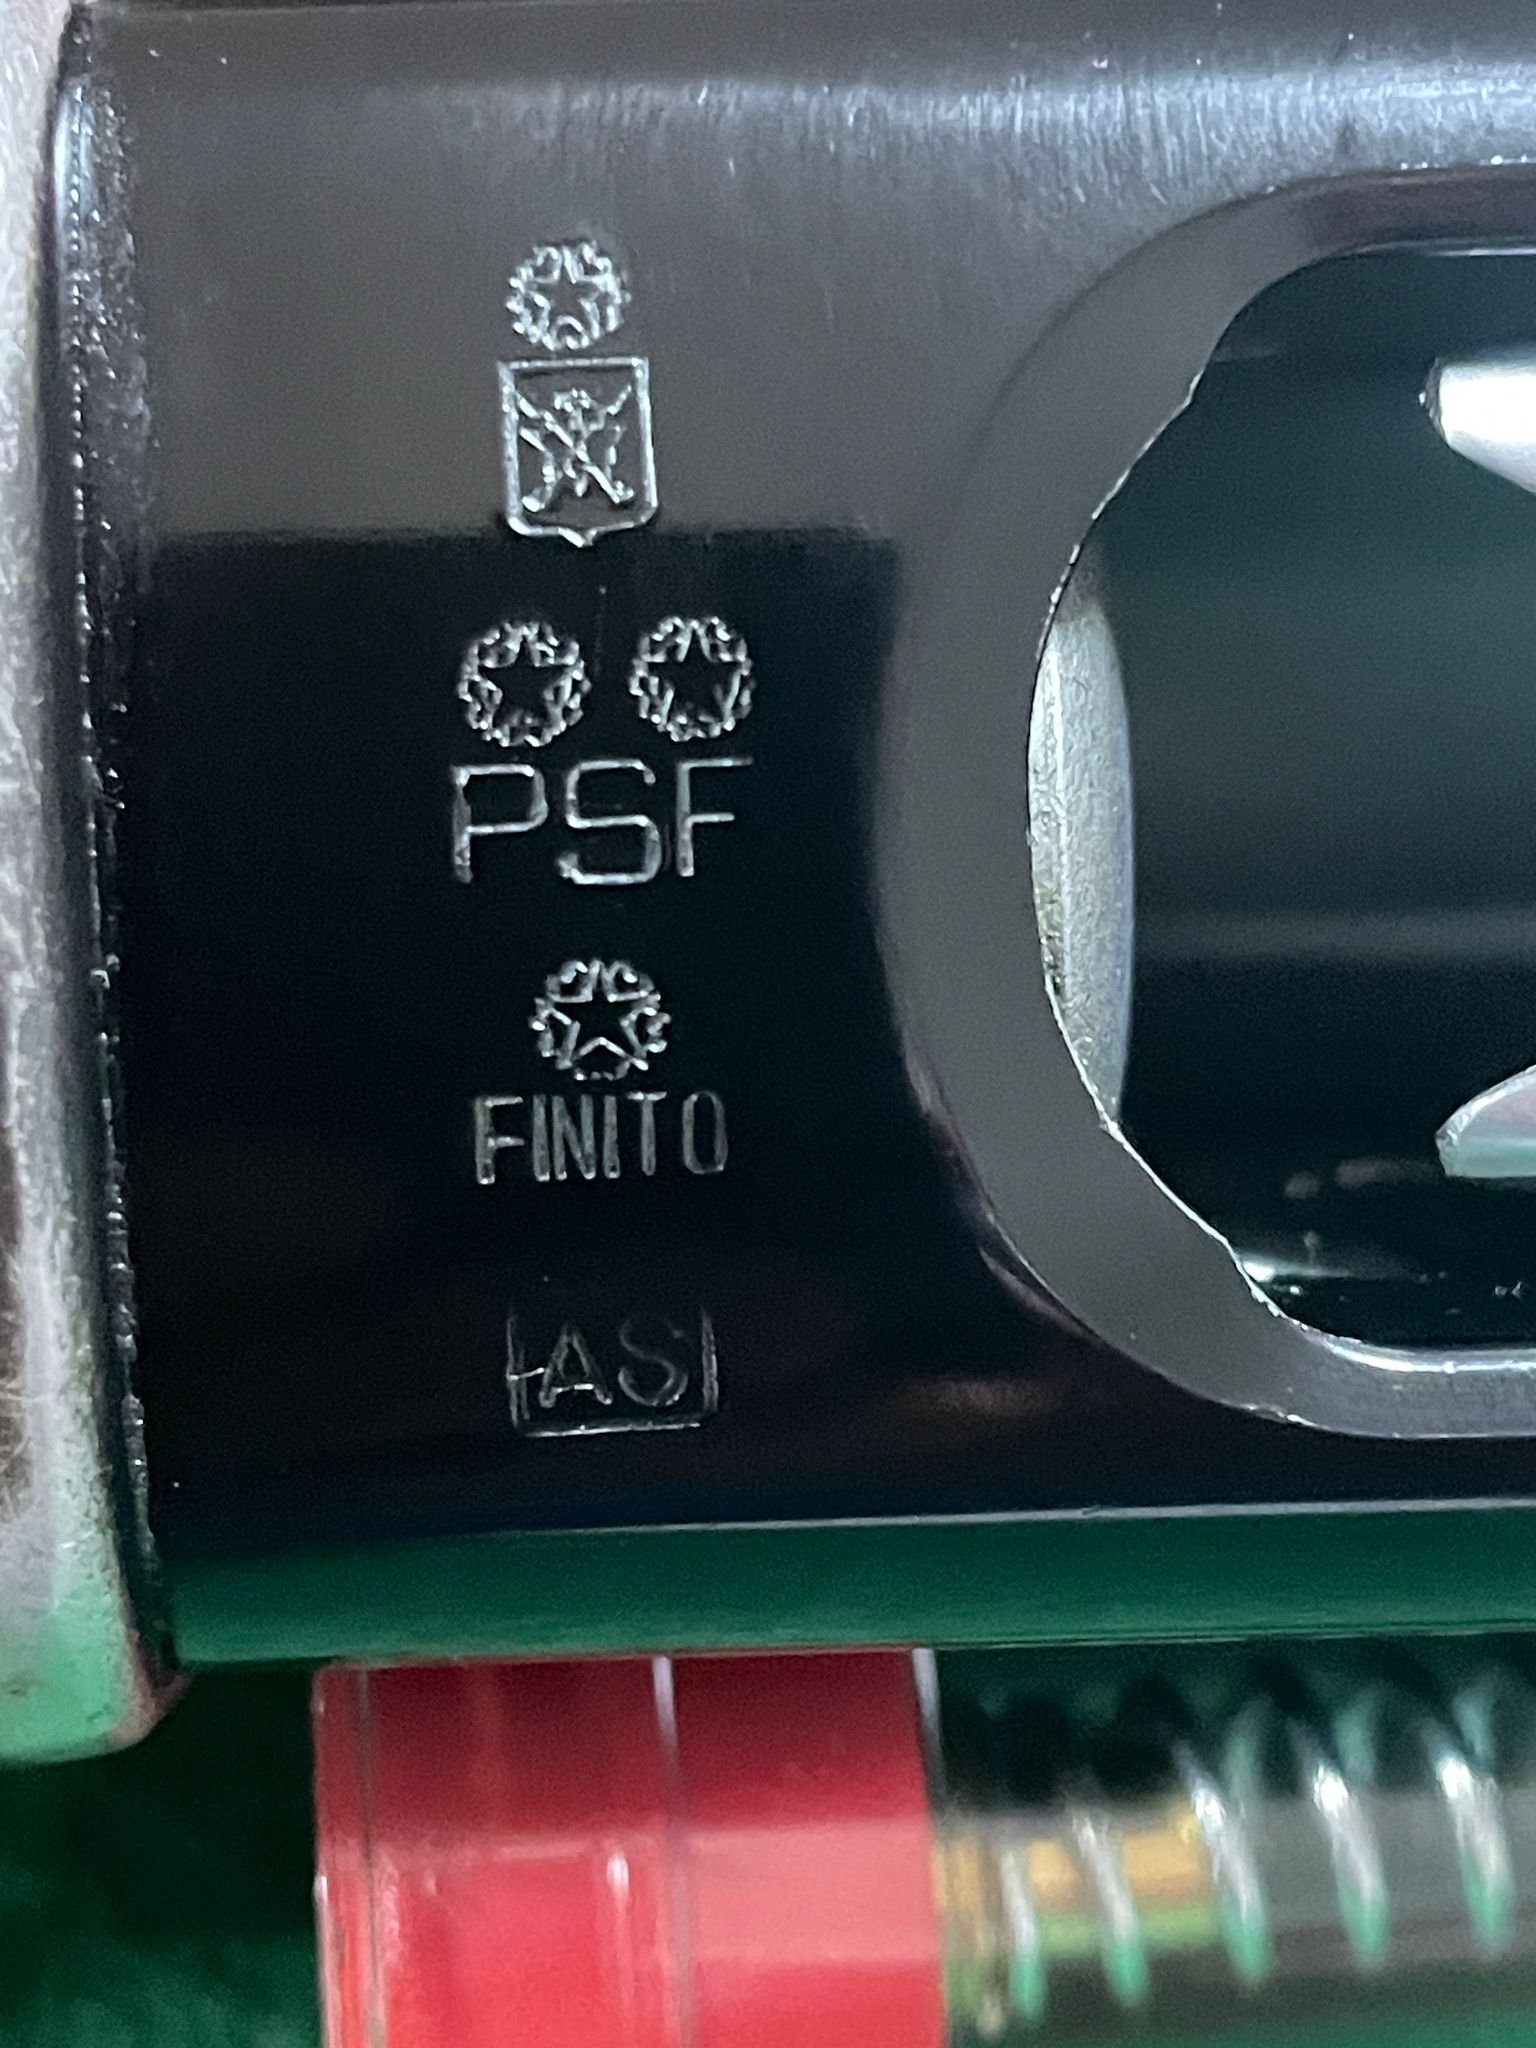 PSF
FINITO
AS